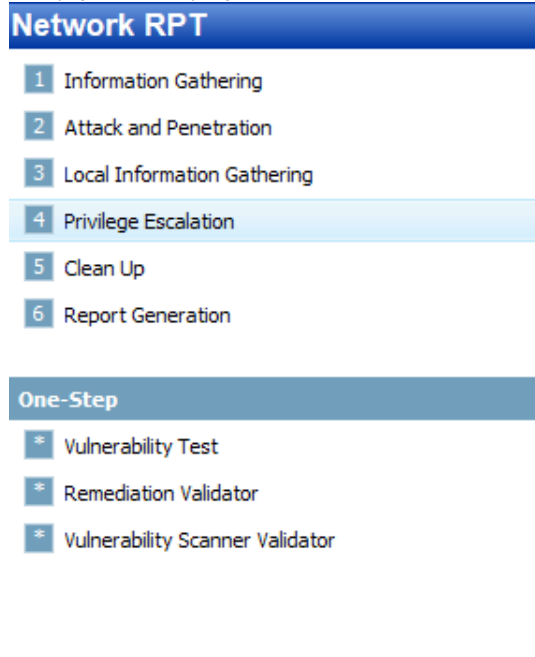 Network RPT
1 Information Gathering
2 Attack and Penetration
3 Local Information Gathering
4 Privilege Escalation
5 Clean Up
6 Report Generation
One-Step
* Vulnerability Test
* Remediation Validator
* Vulnerability Scanner Validator